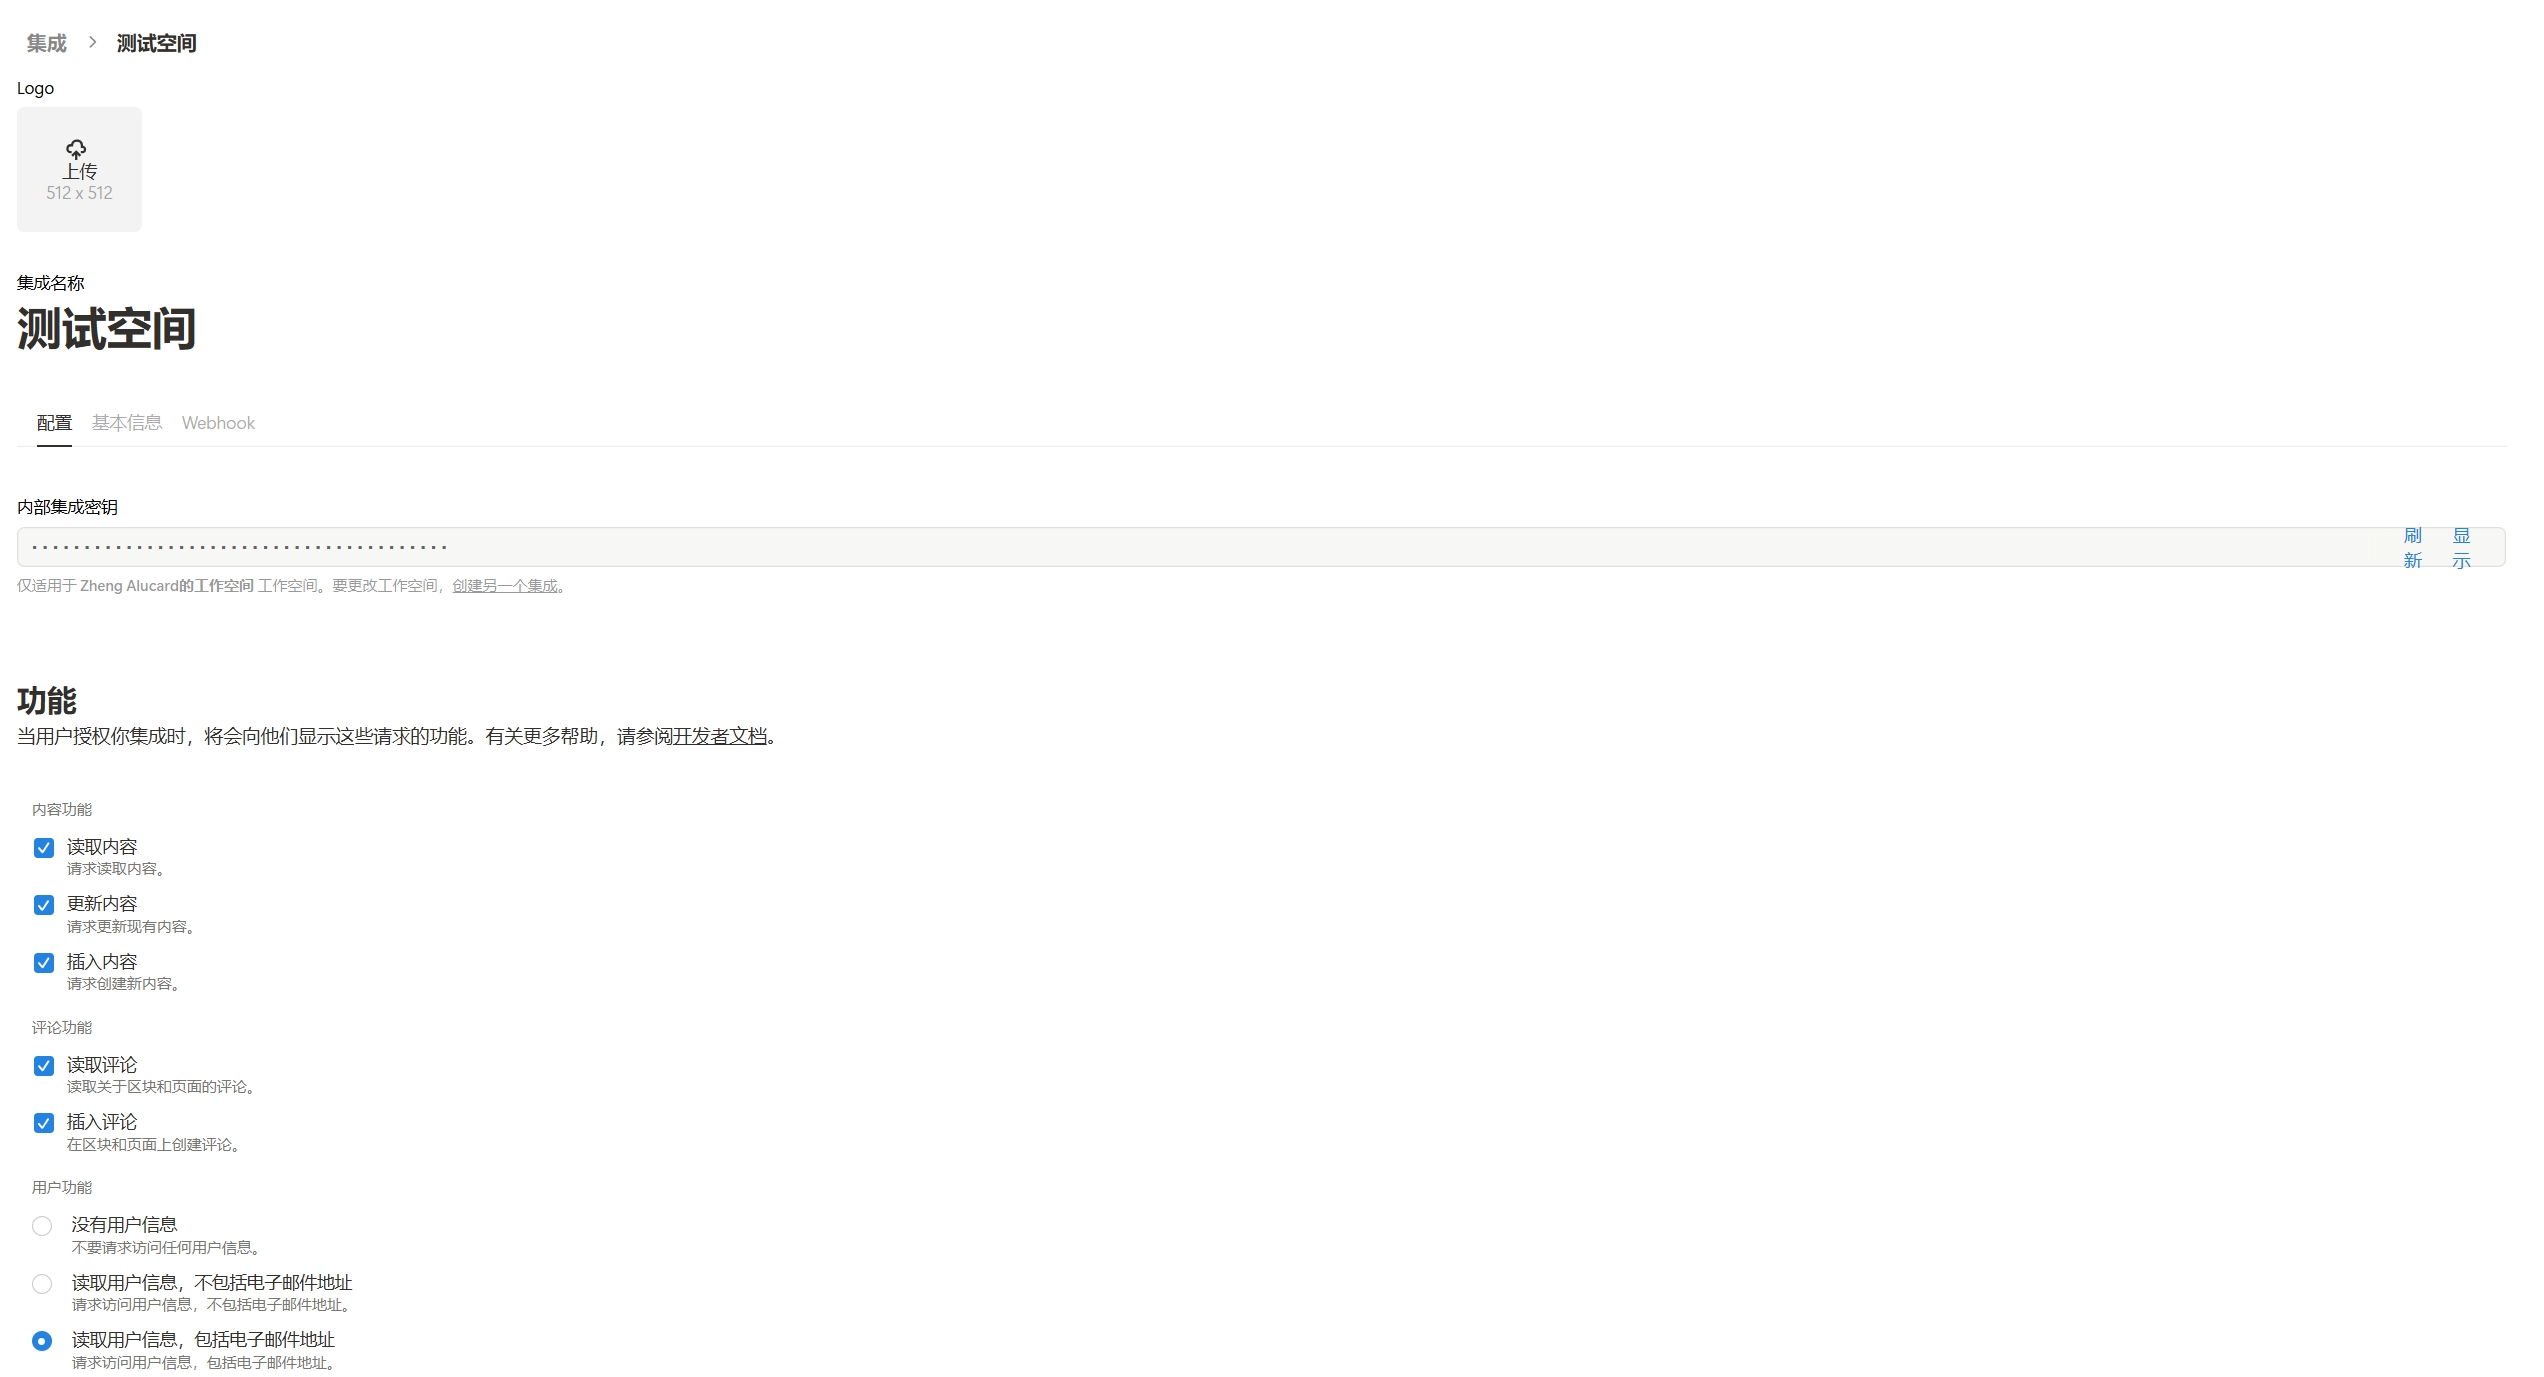 集成 > 测试空间
Logo
上传
512 x 512
集成名称
测试空间
配置 基本信息 Webhook
内部集成密钥
········································ 刷新 显示
仅适用于 Zheng Alucard的工作空间 工作空间。要更改工作空间，创建另一个集成。
功能
当用户授权你集成时，将会向他们显示这些请求的功能。有关更多帮助，请参阅开发者文档。
内容功能
读取内容
请求读取内容。
更新内容
请求更新现有内容。
插入内容
请求创建新内容。
评论功能
读取评论
读取关于区块和页面的评论。
插入评论
在区块和页面上创建评论。
用户功能
没有用户信息
不要请求访问任何用户信息。
读取用户信息，不包括电子邮件地址
请求访问用户信息，不包括电子邮件地址。
读取用户信息，包括电子邮件地址
请求访问用户信息，包括电子邮件地址。